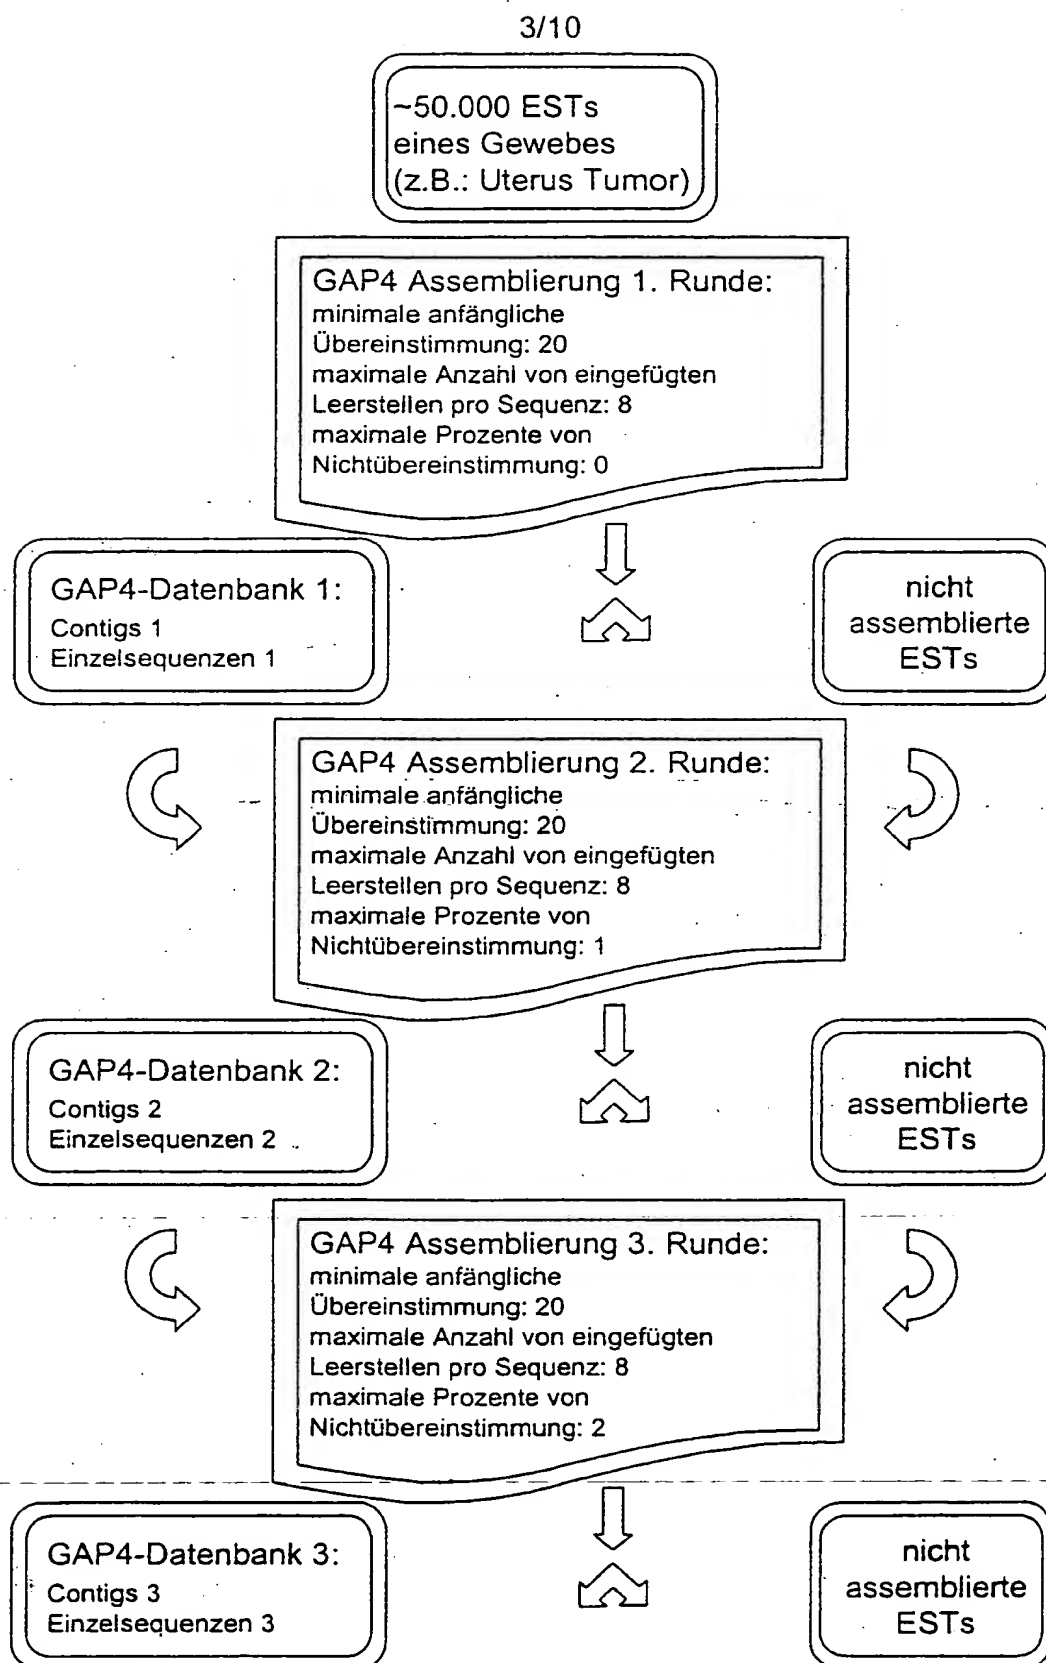 3/10
~50.000 ESTs
eines Gewebes
(z.B.: Uterus Tumor)
GAP4 Assemblierung 1. Runde:
minimale anfängliche
Übereinstimmung: 20
maximale Anzahl von eingefügten
Leerstellen pro Sequenz: 8
maximale Prozente von
Nichtübereinstimmung: 0
GAP4-Datenbank 1:
Contigs 1
Einzelsequenzen 1
nicht
assemblierte
ESTs
GAP4 Assemblierung 2. Runde:
minimale anfängliche
Übereinstimmung: 20
maximale Anzahl von eingefügten
Leerstellen pro Sequenz: 8
maximale Prozente von
Nichtübereinstimmung: 1
GAP4-Datenbank 2:
Contigs 2
Einzelsequenzen 2
nicht
assemblierte
ESTs
GAP4 Assemblierung 3. Runde:
minimale anfängliche
Übereinstimmung: 20
maximale Anzahl von eingefügten
Leerstellen pro Sequenz: 8
maximale Prozente von
Nichtübereinstimmung: 2
GAP4-Datenbank 3:
Contigs 3
Einzelsequenzen 3
nicht
assemblierte
ESTs